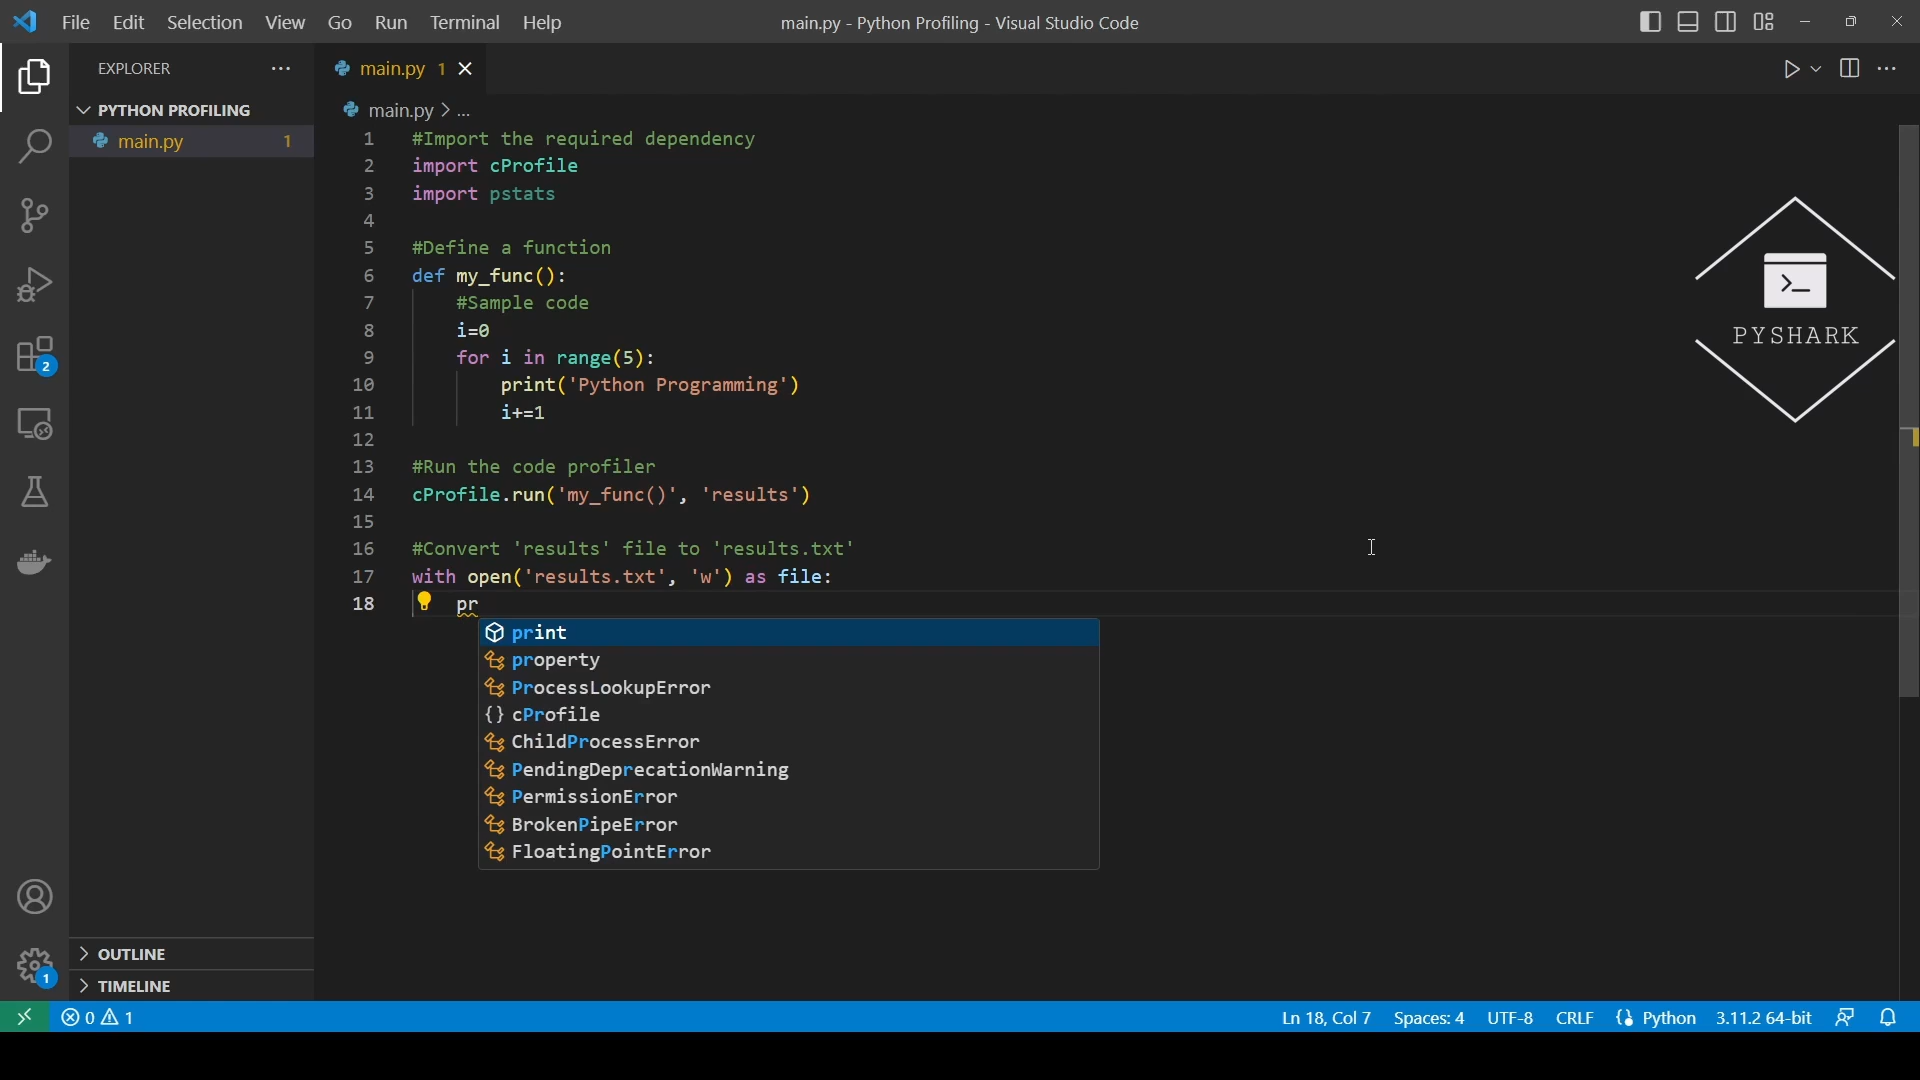 File Edit Selection View Go Run Terminal Help
main.py - Python Profiling - Visual Studio Code
EXPLORER
main.py 1
PYTHON PROFILING
main.py 1
main.py > ...
1 #Import the required dependency
2 import cProfile
3 import pstats
4
5 #Define a function
6 def my_func():
7 #Sample code
8 i=0
9 for i in range(5):
10 print('Python Programming')
11 i+=1
12
13 #Run the code profiler
14 cProfile.run('my_func()', 'results')
15
16 #Convert 'results' file to 'results.txt'
17 with open('results.txt', 'w') as file:
18 pr
print
property
ProcessLookupError
{} cProfile
ChildProcessError
PendingDeprecationWarning
PermissionError
BrokenPipeError
FloatingPointError
>_
PYSHARK
2
1
OUTLINE
TIMELINE
0 1
Ln 18, Col 7 Spaces: 4 UTF-8 CRLF Python 3.11.2 64-bit